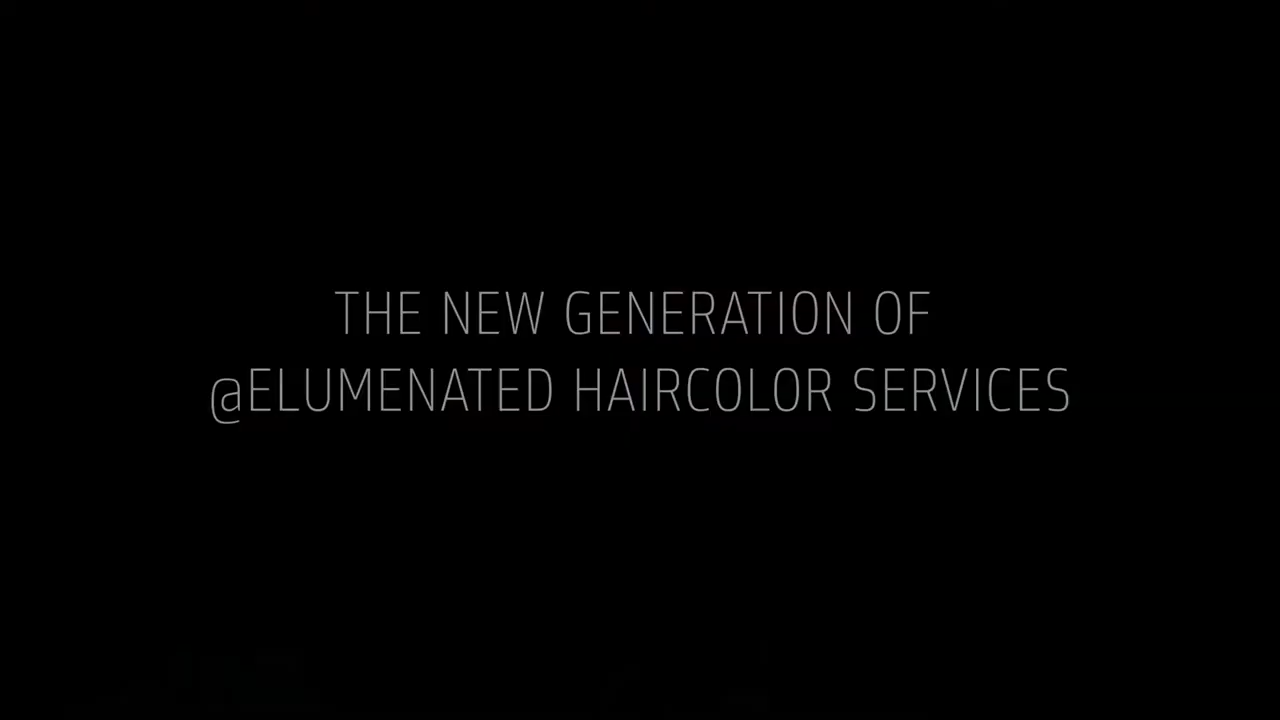 THE NEW GENERATION OF
@ELUMENATED HAIRCOLOR SERVICES